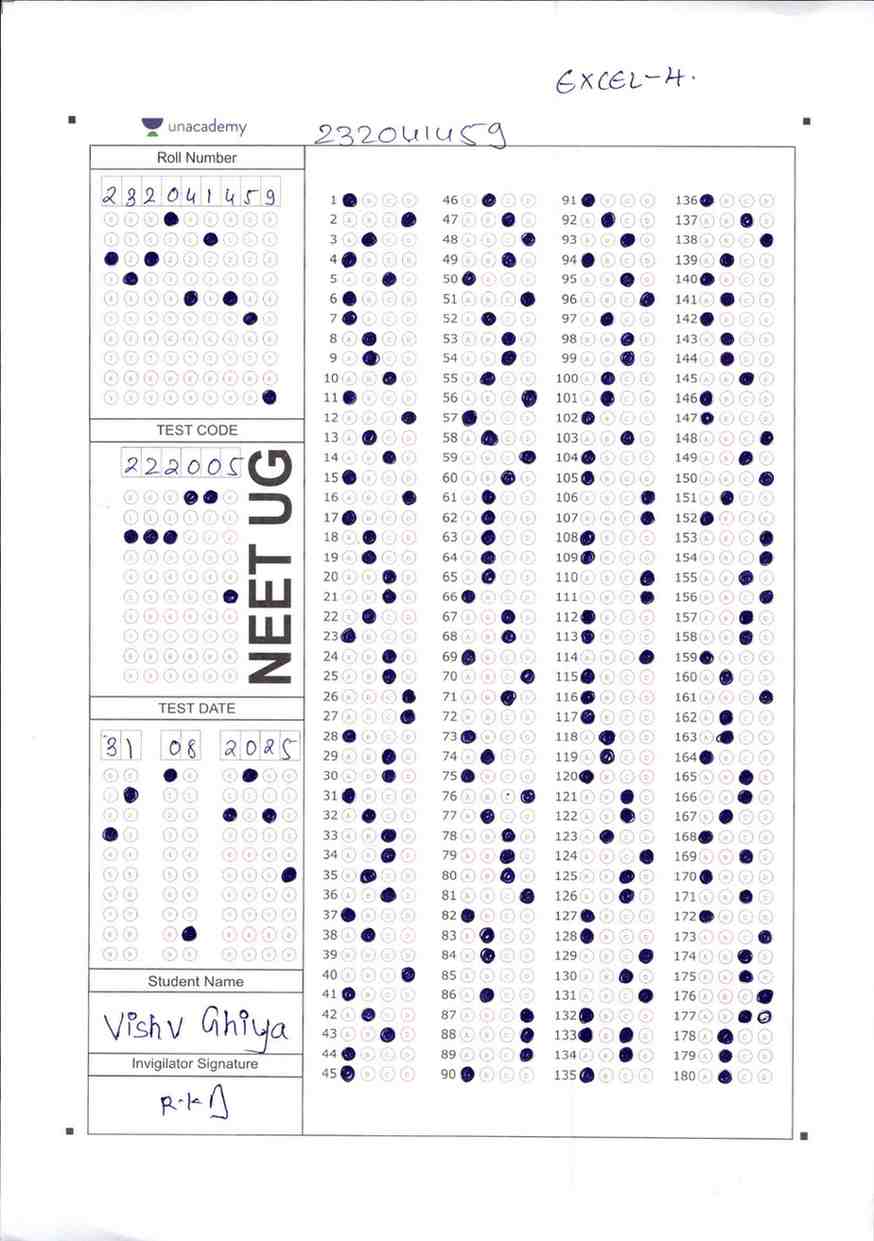 EXCEL-4.
unacademy
232041459
Roll Number
2 3 2 0 4 1 4 5 9
TEST CODE
2 2 2 0 0 5
NEET UG
TEST DATE
31 08 2025
Student Name
Vishv Ghiya
Invigilator Signature
1 46 91 136
2 47 92 137
3 48 93 138
4 49 94 139
5 50 95 140
6 51 96 141
7 52 97 142
8 53 98 143
9 54 99 144
10 55 100 145
11 56 101 146
12 57 102 147
13 58 103 148
14 59 104 149
15 60 105 150
16 61 106 151
17 62 107 152
18 63 108 153
19 64 109 154
20 65 110 155
21 66 111 156
22 67 112 157
23 68 113 158
24 69 114 159
25 70 115 160
26 71 116 161
27 72 117 162
28 73 118 163
29 74 119 164
30 75 120 165
31 76 121 166
32 77 122 167
33 78 123 168
34 79 124 169
35 80 125 170
36 81 126 171
37 82 127 172
38 83 128 173
39 84 129 174
40 85 130 175
41 86 131 176
42 87 132 177
43 88 133 178
44 89 134 179
45 90 135 180